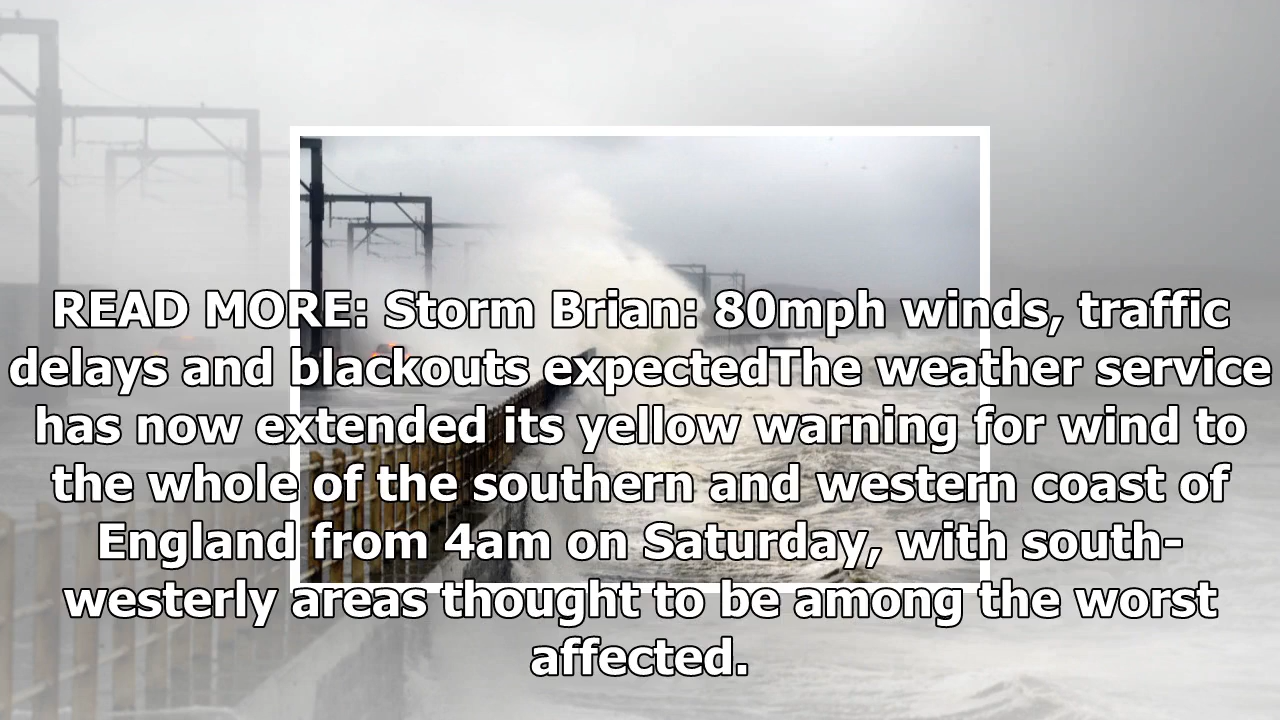 READ MORE: Storm Brian: 80mph winds, traffic
delays and blackouts expectedThe weather service
has now extended its yellow warning for wind to
the whole of the southern and western coast of
England from 4am on Saturday, with south-
westerly areas thought to be among the worst
affected.